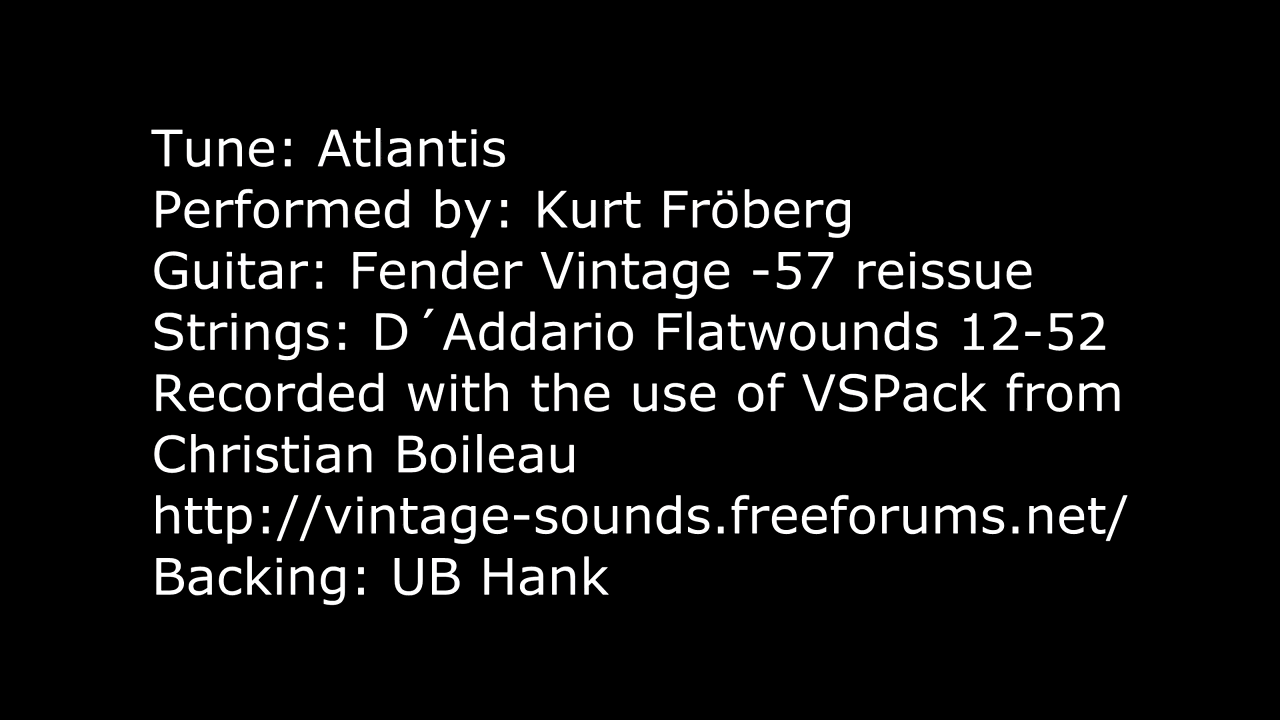 Tune: Atlantis
Performed by: Kurt Fröberg
Guitar: Fender Vintage -57 reissue
Strings: D´Addario Flatwounds 12-52
Recorded with the use of VSPack from
Christian Boileau
http://vintage-sounds.freeforums.net/
Backing: UB Hank